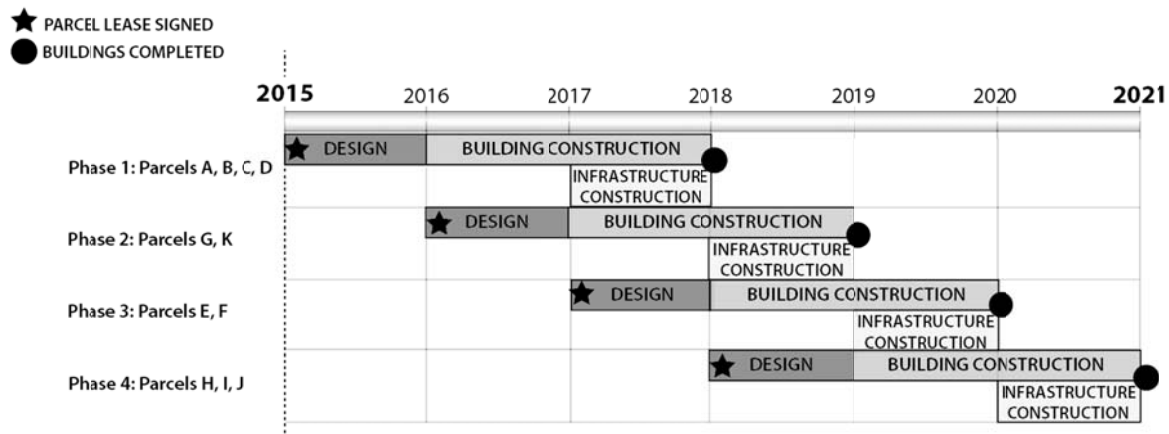 PARCEL LEASE SIGNED
BUILDINGS COMPLETED
2015 2016 2017 2018 2019 2020 2021
Phase 1: Parcels A, B, C, D
DESIGN
BUILDING CONSTRUCTION
INFRASTRUCTURE
CONSTRUCTION
Phase 2: Parcels G, K
DESIGN
BUILDING CONSTRUCTION
INFRASTRUCTURE
CONSTRUCTION
Phase 3: Parcels E, F
DESIGN
BUILDING CONSTRUCTION
INFRASTRUCTURE
CONSTRUCTION
Phase 4: Parcels H, I, J
DESIGN
BUILDING CONSTRUCTION
INFRASTRUCTURE
CONSTRUCTION